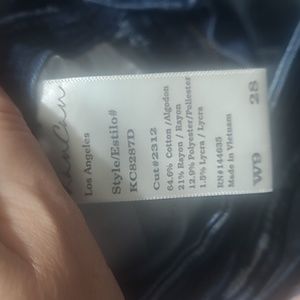 Los Angeles
Style/Estilo#
KC8287D
Cut#2312
64.6% Cotton /Algodon
21% Rayon / Rayon
12.9% Polyester/Poliester
1.5% Lycra / Lycra
RN#144635
Made in Vietnam
W9 28